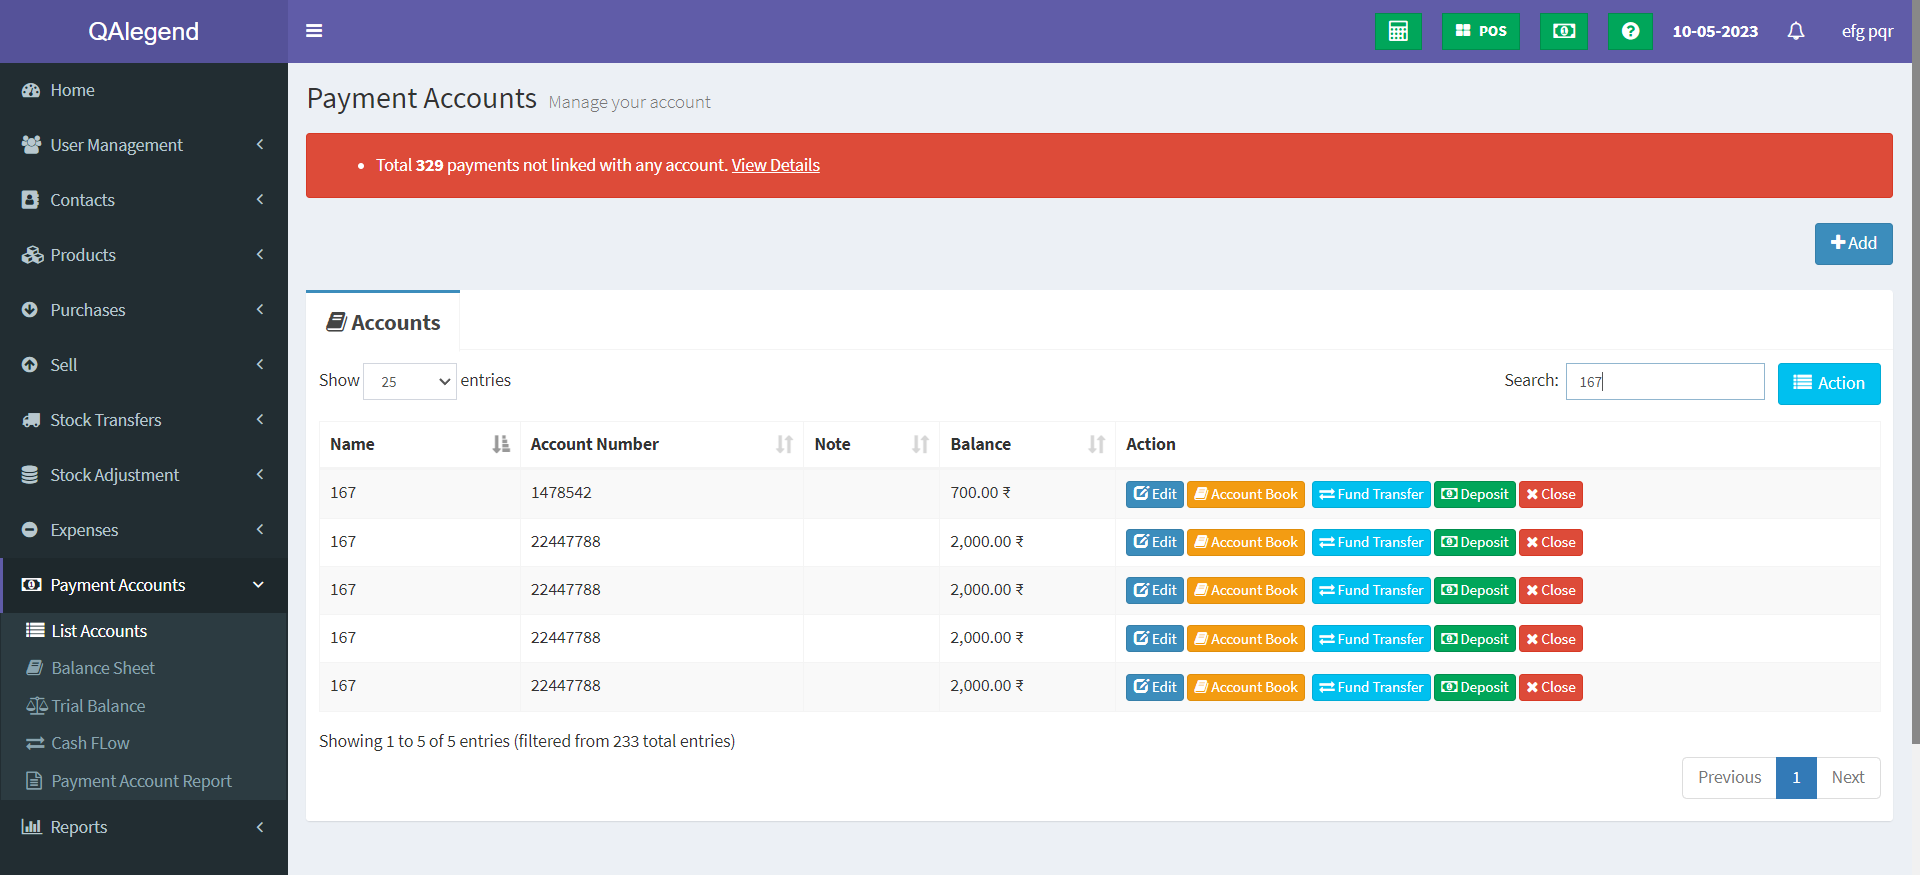 QAlegend
POS
10-05-2023
efg pqr
Home
User Management
Contacts
Products
Purchases
Sell
Stock Transfers
Stock Adjustment
Expenses
Payment Accounts
List Accounts
Balance Sheet
Trial Balance
Cash FLow
Payment Account Report
Reports
Payment Accounts Manage your account
Total 329 payments not linked with any account. View Details
Add
Accounts
Show 25 entries
Search: 167
Action
Name Account Number Note Balance Action
167 1478542 700.00 ₹ Edit Account Book Fund Transfer Deposit Close
167 22447788 2,000.00 ₹ Edit Account Book Fund Transfer Deposit Close
167 22447788 2,000.00 ₹ Edit Account Book Fund Transfer Deposit Close
167 22447788 2,000.00 ₹ Edit Account Book Fund Transfer Deposit Close
167 22447788 2,000.00 ₹ Edit Account Book Fund Transfer Deposit Close
Showing 1 to 5 of 5 entries (filtered from 233 total entries)
Previous 1 Next